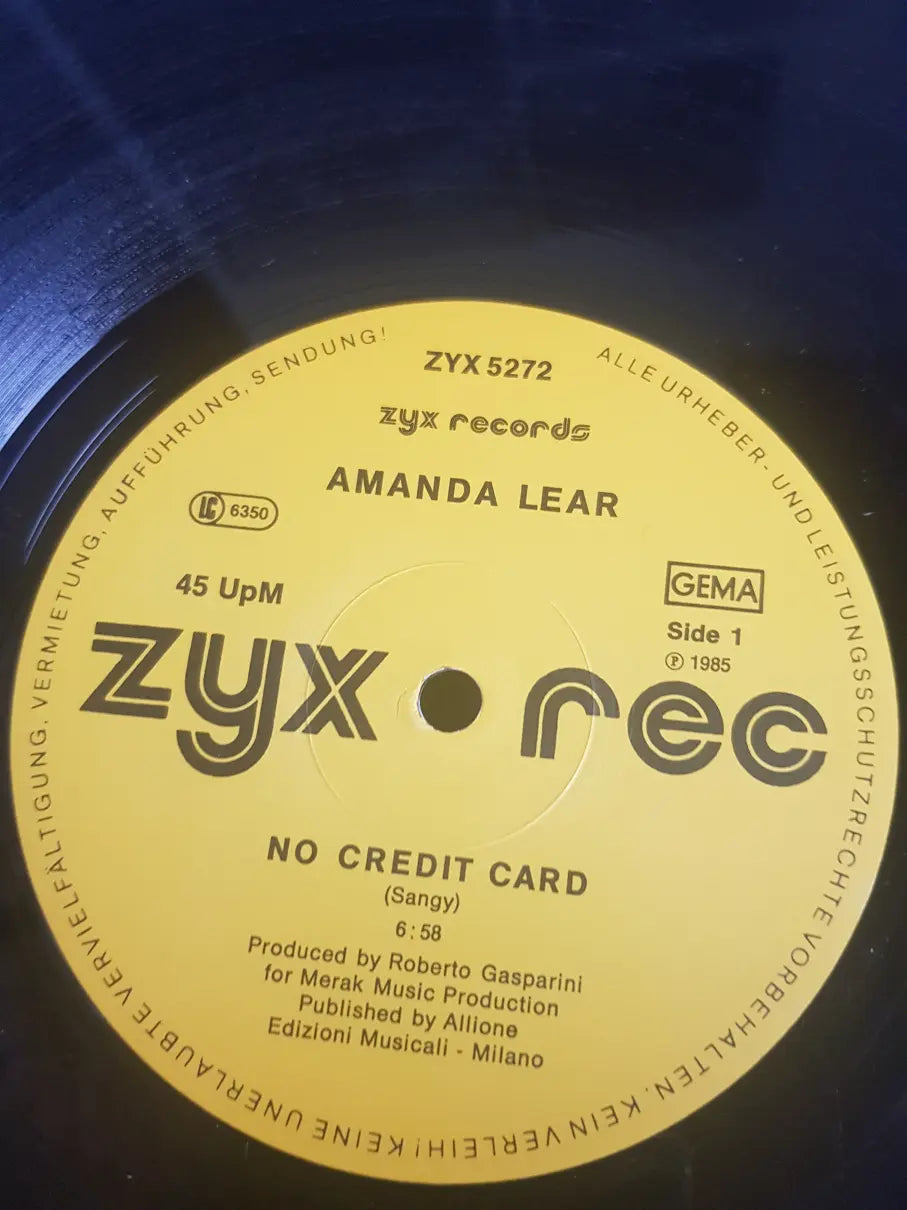 ALLE URHEBER- UND LEISTUNGSSCHUTZRECHTE VORBEHALTEN. KEIN VERLEIH! KEINE UNERLAUBTE VERVIELFÄLTIGUNG. VERMIETUNG, AUFFÜHRUNG, SENDUNG!
ZYX 5272
zyx records
AMANDA LEAR
LC 6350
45 UpM
GEMA
Side 1
Ⓟ 1985
zyx rec
NO CREDIT CARD
(Sangy)
6:58
Produced by Roberto Gasparini
for Merak Music Production
Published by Allione
Edizioni Musicali - Milano